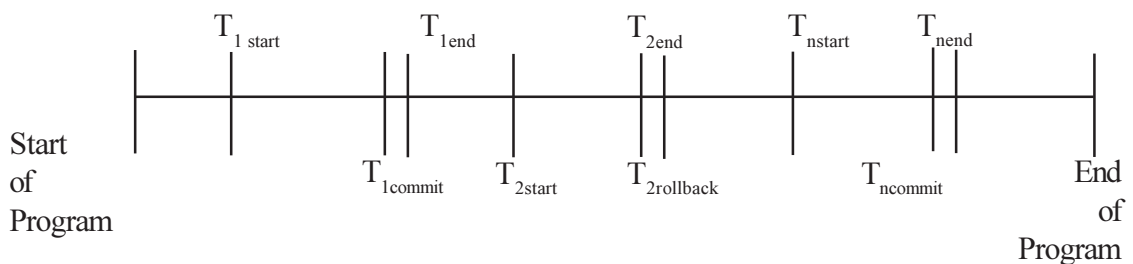 T1 start T1end T2end Tnstart Tnend
Start
of
Program
T1commit T2start T2rollback Tncommit
End
of
Program